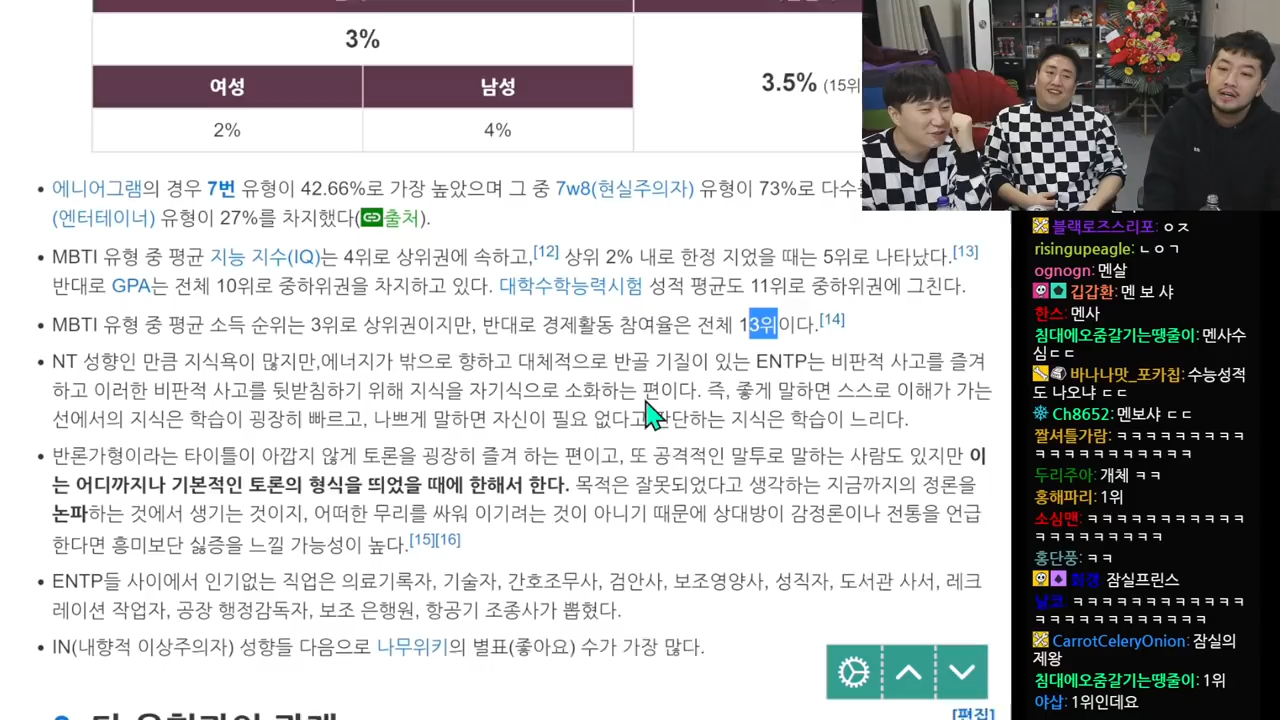 3%
여성
남성
3.5% (15위
2%
4%
에니어그램의 경우 7번 유형이 42.66%로 가장 높았으며 그 중 7w8(현실주의자) 유형이 73%로 다수를
(엔터테이너) 유형이 27%를 차지했다(출처).
MBTI 유형 중 평균 지능 지수(IQ)는 4위로 상위권에 속하고,[12] 상위 2% 내로 한정 지었을 때는 5위로 나타났다.[13]
반대로 GPA는 전체 10위로 중하위권을 차지하고 있다. 대학수학능력시험 성적 평균도 11위로 중하위권에 그친다.
MBTI 유형 중 평균 소득 순위는 3위로 상위권이지만, 반대로 경제활동 참여율은 전체 13위이다.[14]
NT 성향인 만큼 지식욕이 많지만,에너지가 밖으로 향하고 대체적으로 반골 기질이 있는 ENTP는 비판적 사고를 즐겨
하고 이러한 비판적 사고를 뒷받침하기 위해 지식을 자기식으로 소화하는 편이다. 즉, 좋게 말하면 스스로 이해가 가는
선에서의 지식은 학습이 굉장히 빠르고, 나쁘게 말하면 자신이 필요 없다고 판단하는 지식은 학습이 느리다.
반론가형이라는 타이틀이 아깝지 않게 토론을 굉장히 즐겨 하는 편이고, 또 공격적인 말투로 말하는 사람도 있지만 이
는 어디까지나 기본적인 토론의 형식을 띄었을 때에 한해서 한다. 목적은 잘못되었다고 생각하는 지금까지의 정론을
논파하는 것에서 생기는 것이지, 어떠한 무리를 싸워 이기려는 것이 아니기 때문에 상대방이 감정론이나 전통을 언급
한다면 흥미보단 싫증을 느낄 가능성이 높다.[15][16]
ENTP들 사이에서 인기없는 직업은 의료기록자, 기술자, 간호조무사, 검안사, 보조영양사, 성직자, 도서관 사서, 레크
레이션 작업자, 공장 행정감독자, 보조 은행원, 항공기 조종사가 뽑혔다.
IN(내향적 이상주의자) 성향들 다음으로 나무위키의 별표(좋아요) 수가 가장 많다.
[편집]
블랙로즈스리포: ㅇㅈ
risingupeagle: ㄴㅇㄱ
ognogn: 멘살
김갑환: 멘 보 샤
한스: 멘사
침대에오줌갈기는땡줄이: 멘사수
심ㄷㄷ
바나나맛_포카칩: 수능성적
도 나오냐 ㄷㄷ
Ch8652: 멘보샤 ㄷㄷ
짤셔틀가람: ㅋㅋㅋㅋㅋㅋㅋㅋㅋ
ㅋㅋㅋㅋㅋㅋㅋㅋㅋㅋ
두리주아: 개체 ㅋㅋ
홍해파리: 1위
소심맨: ㅋㅋㅋㅋㅋㅋㅋㅋㅋㅋㅋ
ㅋㅋㅋㅋㅋㅋㅋㅋㅋ
홍단풍: ㅋㅋ
잠실프린스
날코: ㅋㅋㅋㅋㅋㅋㅋㅋㅋㅋㅋㅋ
ㅋㅋㅋㅋㅋㅋㅋㅋㅋㅋㅋㅋ
CarrotCeleryOnion: 잠실의
제왕
침대에오줌갈기는땡줄이: 1위
야삽: 1위인데요